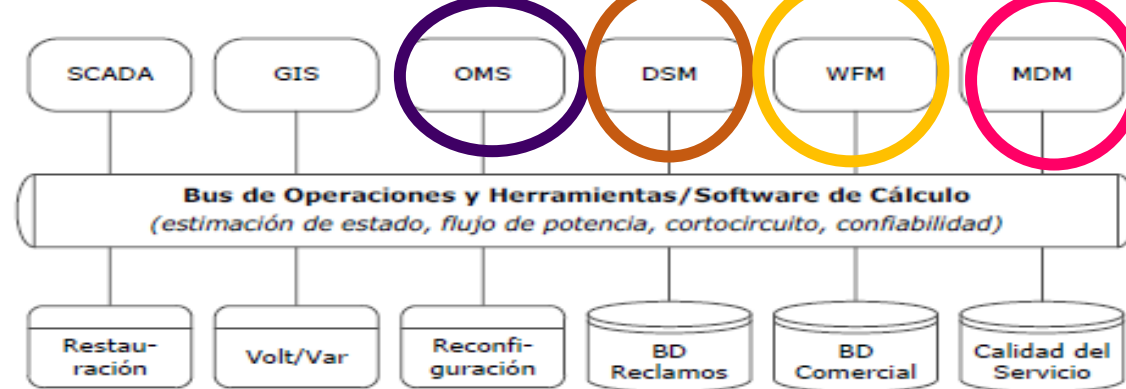 SCADA
GIS
OMS
DSM
WFM
MDM
Bus de Operaciones y Herramientas/Software de Cálculo
(estimación de estado, flujo de potencia, cortocircuito, confiabilidad)
Restau-
ración
Volt/Var
Reconfi-
guración
BD
Reclamos
BD
Comercial
Calidad del
Servicio